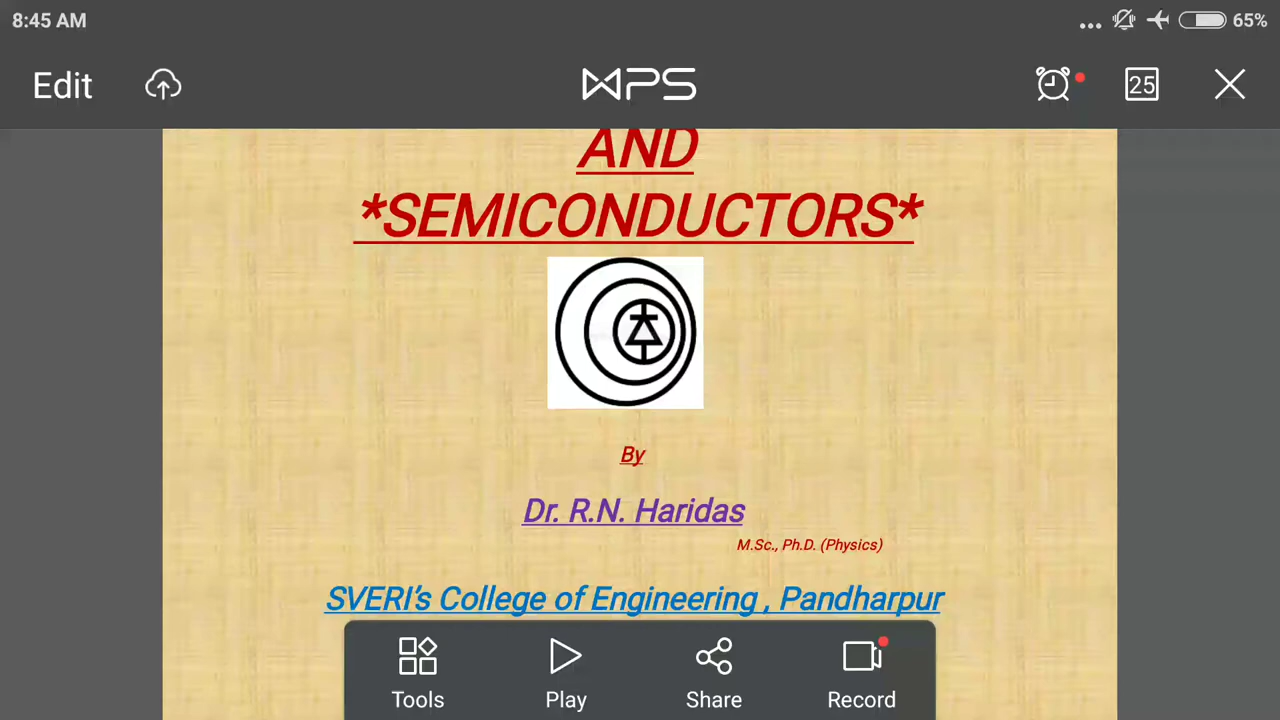 8:45 AM
65%
Edit
WPS
25
AND
*SEMICONDUCTORS*
By
Dr. R.N. Haridas
M.Sc., Ph.D. (Physics)
SVERI's College of Engineering , Pandharpur
Tools
Play
Share
Record